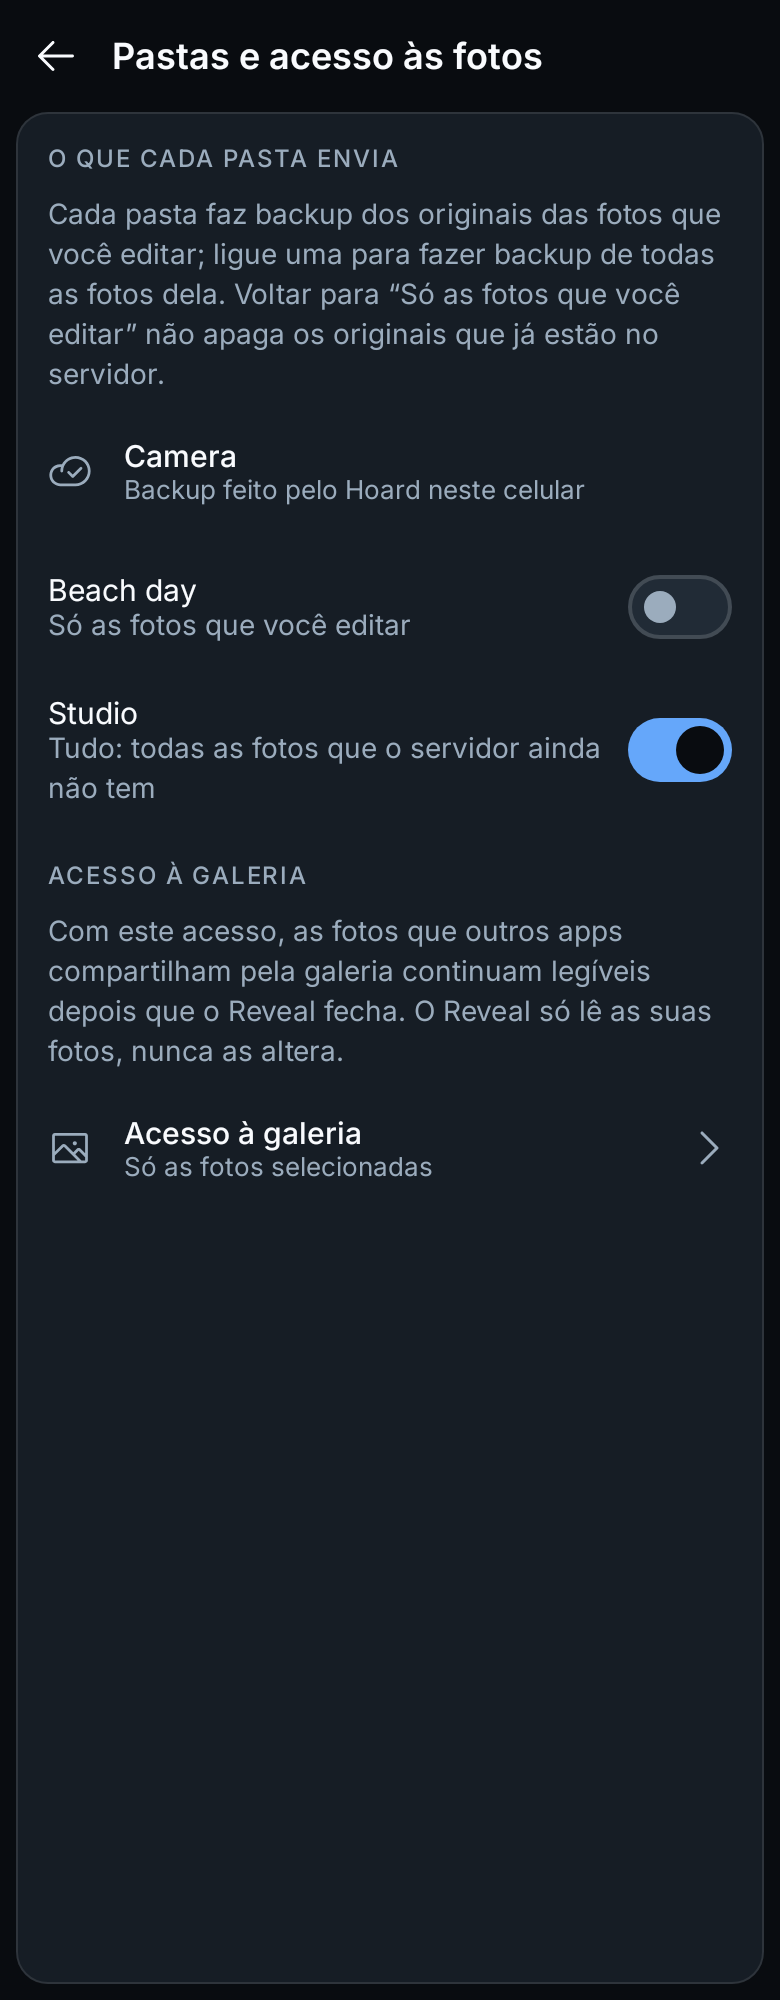 Pastas e acesso às fotos
O QUE CADA PASTA ENVIA
Cada pasta faz backup dos originais das fotos que
você editar; ligue uma para fazer backup de todas
as fotos dela. Voltar para “Só as fotos que você
editar” não apaga os originais que já estão no
servidor.
Camera
Backup feito pelo Hoard neste celular
Beach day
Só as fotos que você editar
Studio
Tudo: todas as fotos que o servidor ainda
não tem
ACESSO À GALERIA
Com este acesso, as fotos que outros apps
compartilham pela galeria continuam legíveis
depois que o Reveal fecha. O Reveal só lê as suas
fotos, nunca as altera.
Acesso à galeria
Só as fotos selecionadas